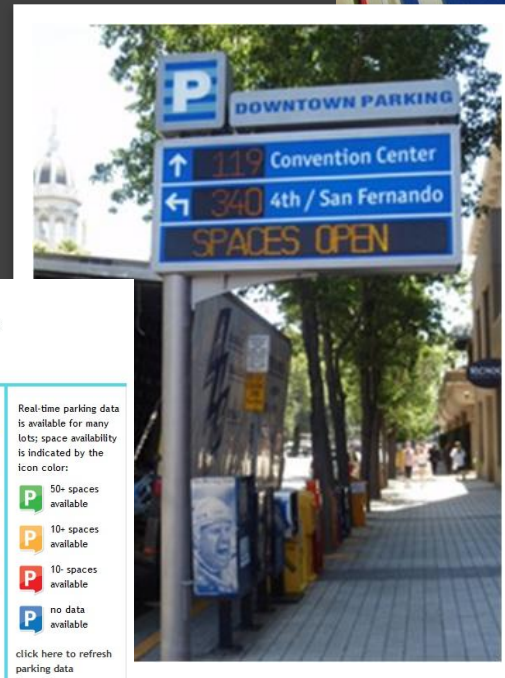 P
DOWNTOWN PARKING
119 Convention Center
340 4th / San Fernando
SPACES OPEN
Real-time parking data
is available for many
lots; space availability
is indicated by the
icon color:
P 50+ spaces
available
P 10+ spaces
available
P 10- spaces
available
P no data
available
click here to refresh
parking data